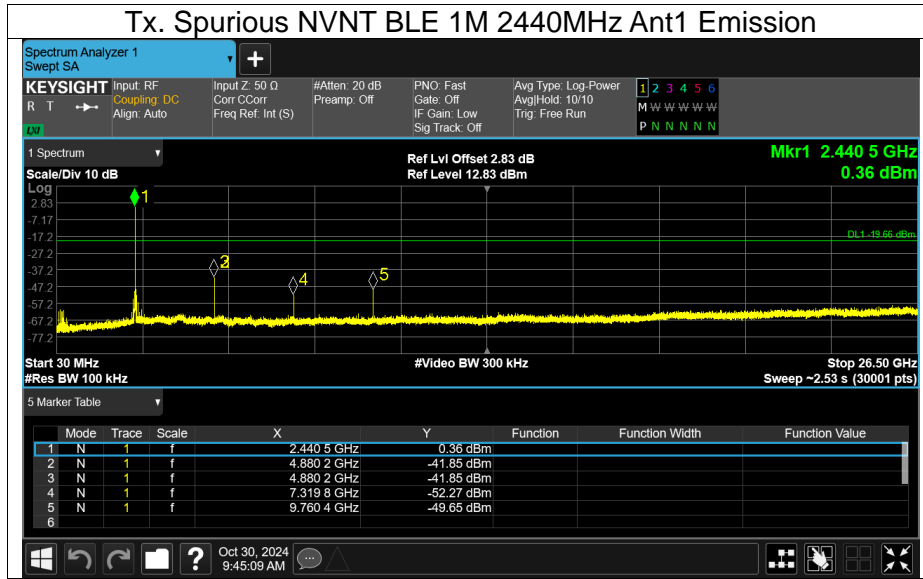 Tx. Spurious NVNT BLE 1M 2440MHz Ant1 Emission
Spectrum Analyzer 1
Swept SA
+
KEYSIGHT
R T
LXI
Input: RF
Coupling: DC
Align: Auto
Input Z: 50 Ω
Corr CCorr
Freq Ref: Int (S)
#Atten: 20 dB
Preamp: Off
PNO: Fast
Gate: Off
IF Gain: Low
Sig Track: Off
Avg Type: Log-Power
Avg|Hold: 10/10
Trig: Free Run
1 2 3 4 5 6
M W W W W W
P N N N N N
1 Spectrum
Scale/Div 10 dB
Ref Lvl Offset 2.83 dB
Ref Level 12.83 dBm
Mkr1 2.440 5 GHz
0.36 dBm
Log
2.83
-7.17
-17.2
-27.2
-37.2
-47.2
-57.2
-67.2
-77.2
1
3
4
5
DL1 -19.66 dBm
Start 30 MHz
#Res BW 100 kHz
#Video BW 300 kHz
Stop 26.50 GHz
Sweep ~2.53 s (30001 pts)
5 Marker Table
Mode Trace Scale X Y Function Function Width Function Value
1 N 1 f 2.440 5 GHz 0.36 dBm
2 N 1 f 4.880 2 GHz -41.85 dBm
3 N 1 f 4.880 2 GHz -41.85 dBm
4 N 1 f 7.319 8 GHz -52.27 dBm
5 N 1 f 9.760 4 GHz -49.65 dBm
6
?
Oct 30, 2024
9:45:09 AM